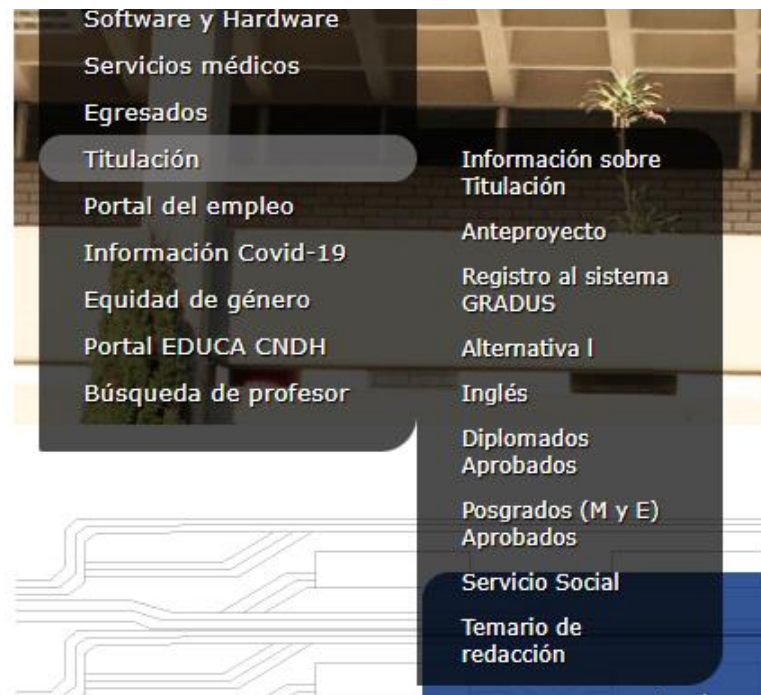 Software y Hardware
Servicios médicos
Egresados
Titulación
Portal del empleo
Información Covid-19
Equidad de género
Portal EDUCA CNDH
Búsqueda de profesor
Información sobre
Titulación
Anteproyecto
Registro al sistema
GRADUS
Alternativa l
Inglés
Diplomados
Aprobados
Posgrados (M y E)
Aprobados
Servicio Social
Temario de
redacción